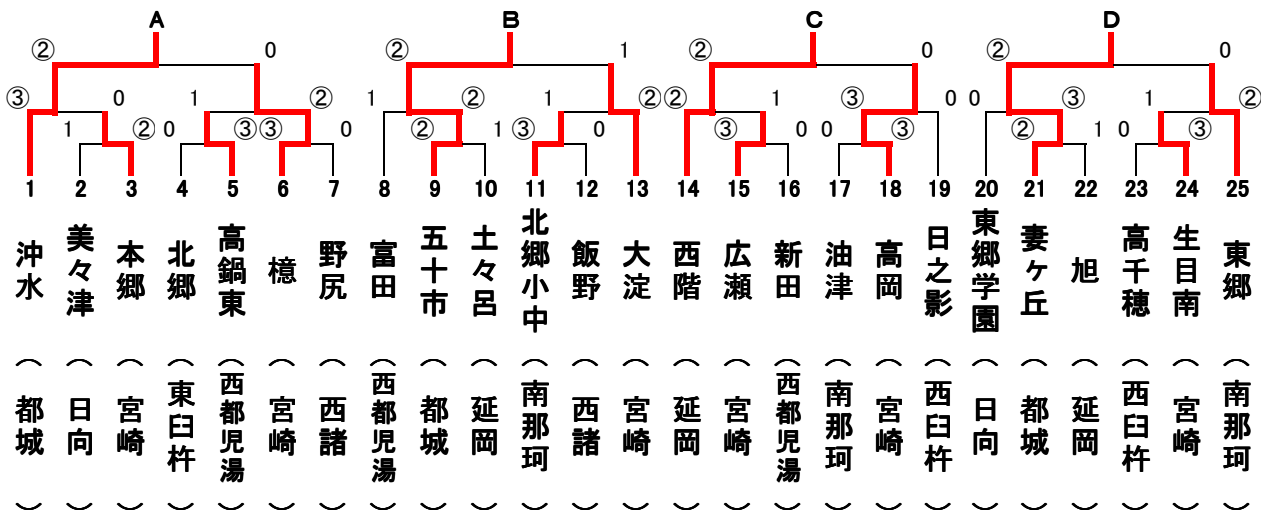 A B C D
② 0 ② 1 ② 0 ② 0
③ 0 1 ② 1 ② 1 ② ② 1 ③ 0 0 ③ 1 ②
1 ② 0 ③ ③ 0 ② 1 ③ 0 ③ 0 0 ③ ② 1 0 ③
1 2 3 4 5 6 7 8 9 10 11 12 13 14 15 16 17 18 19 20 21 22 23 24 25
沖水
美々津
本郷
北郷
高鍋東
檍
野尻
富田
五十市
土々呂
北郷小中
飯野
大淀
西階
広瀬
新田
油津
高岡
日之影
東郷学園
妻ヶ丘
旭
高千穂
生目南
東郷
（都城）
（日向）
（宮崎）
（東臼杵）
（西都児湯）
（宮崎）
（西諸）
（西都児湯）
（都城）
（延岡）
（南那珂）
（西諸）
（宮崎）
（延岡）
（宮崎）
（西都児湯）
（南那珂）
（宮崎）
（西臼杵）
（日向）
（都城）
（延岡）
（西臼杵）
（宮崎）
（南那珂）